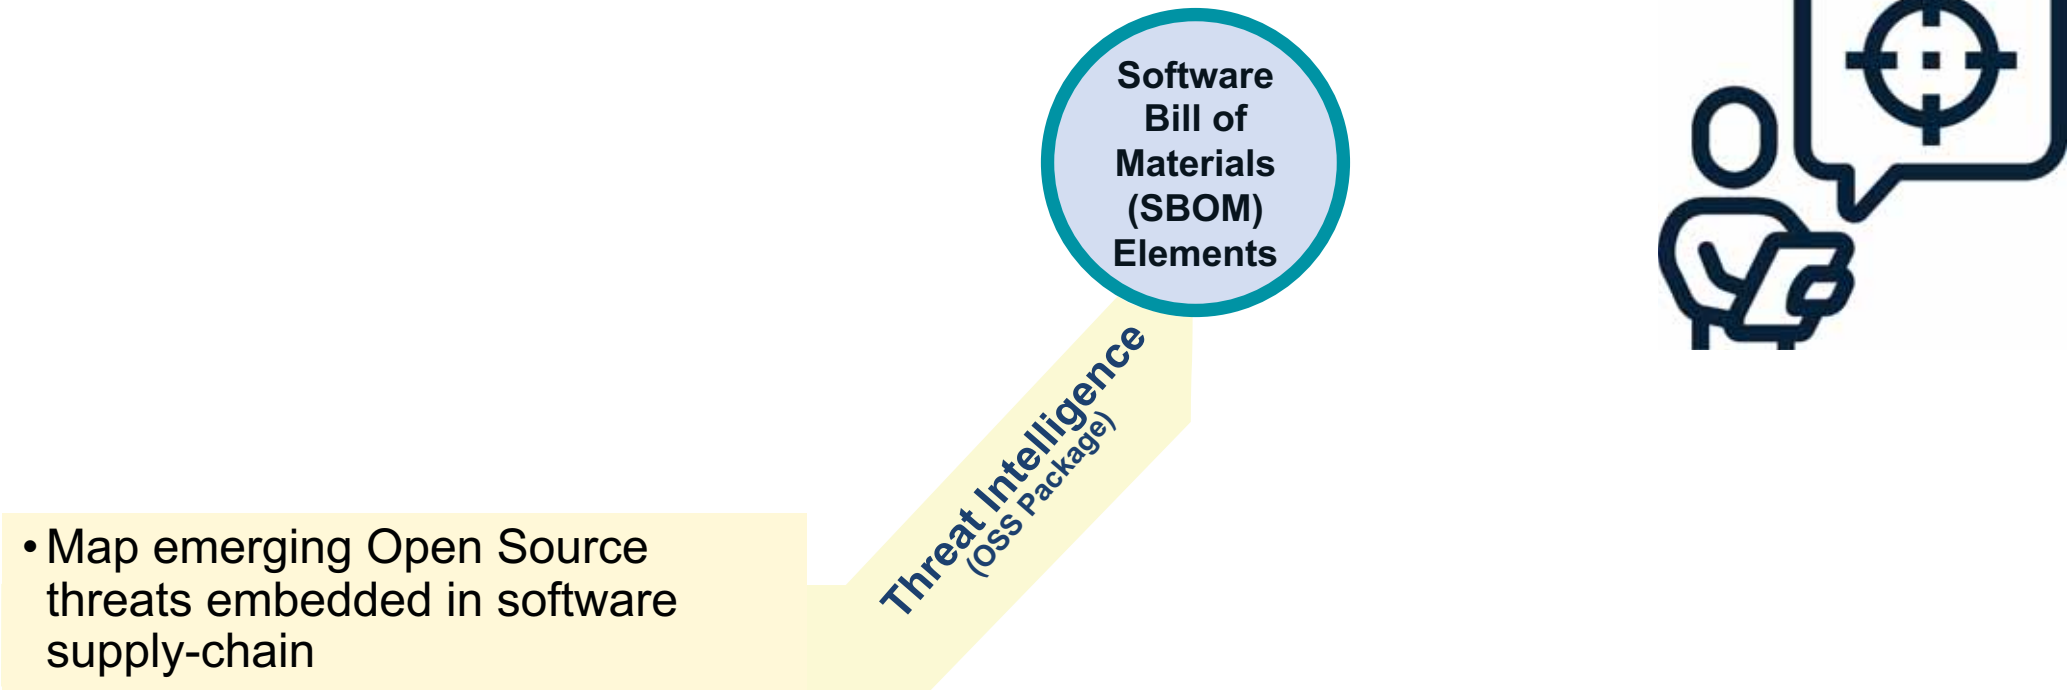 Software
Bill of
Materials
(SBOM)
Elements
Threat Intelligence
(OSS Package)
• Map emerging Open Source
threats embedded in software
supply-chain